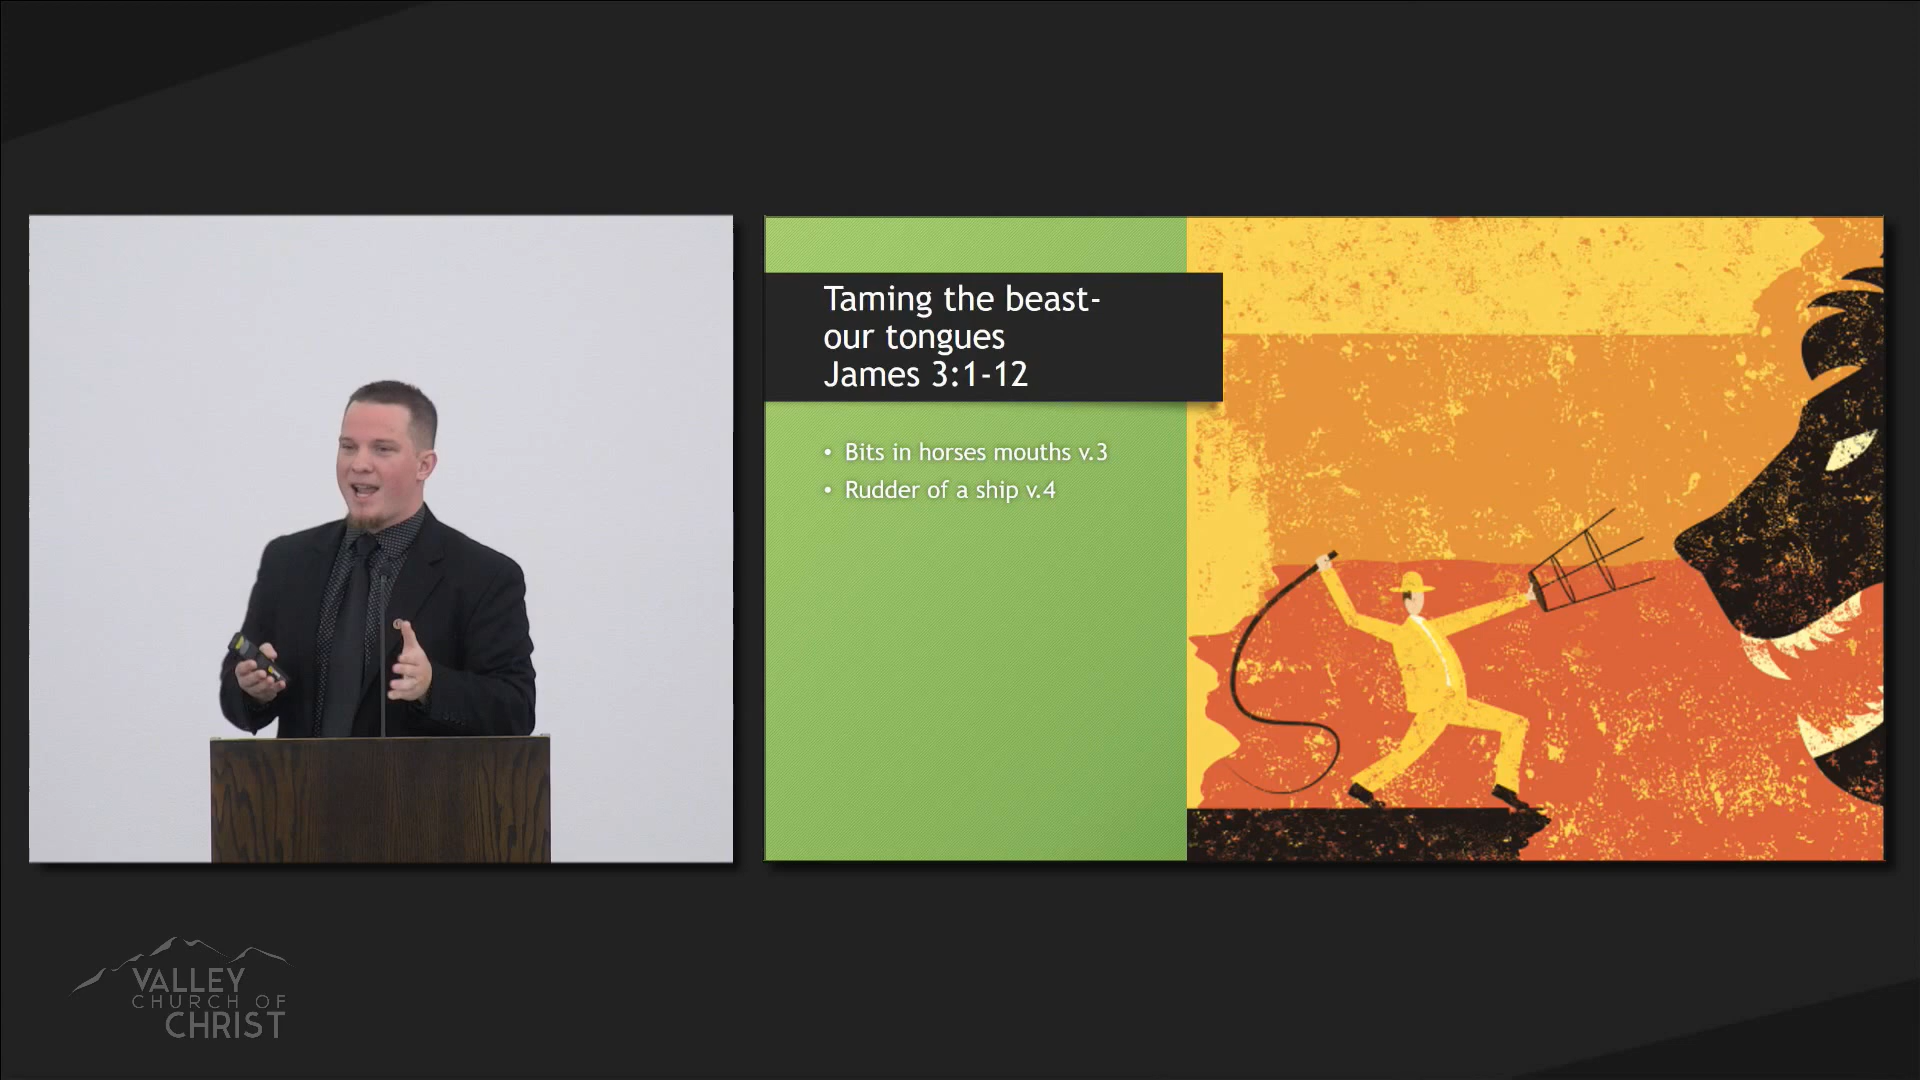 Taming the beast-
our tongues
James 3:1-12
• Bits in horses mouths v.3
• Rudder of a ship v.4
VALLEY
CHURCH OF
CHRIST